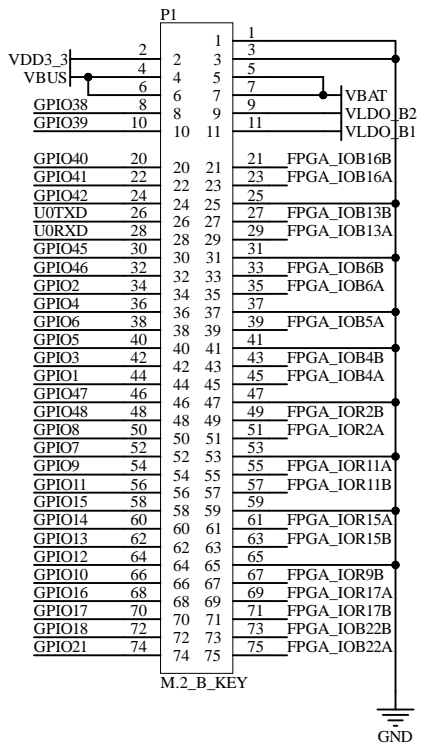 P1
1 1
VDD3_3 2 2 3 3
VBUS 4 4 5 5
6 6 7 7 VBAT
GPIO38 8 8 9 9 VLDO_B2
GPIO39 10 10 11 11 VLDO_B1
GPIO40 20 20 21 21 FPGA_IOB16B
GPIO41 22 22 23 23 FPGA_IOB16A
GPIO42 24 24 25 25
U0TXD 26 26 27 27 FPGA_IOB13B
U0RXD 28 28 29 29 FPGA_IOB13A
GPIO45 30 30 31 31
GPIO46 32 32 33 33 FPGA_IOB6B
GPIO2 34 34 35 35 FPGA_IOB6A
GPIO4 36 36 37 37
GPIO6 38 38 39 39 FPGA_IOB5A
GPIO5 40 40 41 41
GPIO3 42 42 43 43 FPGA_IOB4B
GPIO1 44 44 45 45 FPGA_IOB4A
GPIO47 46 46 47 47
GPIO48 48 48 49 49 FPGA_IOR2B
GPIO8 50 50 51 51 FPGA_IOR2A
GPIO7 52 52 53 53
GPIO9 54 54 55 55 FPGA_IOR11A
GPIO11 56 56 57 57 FPGA_IOR11B
GPIO15 58 58 59 59
GPIO14 60 60 61 61 FPGA_IOR15A
GPIO13 62 62 63 63 FPGA_IOR15B
GPIO12 64 64 65 65
GPIO10 66 66 67 67 FPGA_IOR9B
GPIO16 68 68 69 69 FPGA_IOR17A
GPIO17 70 70 71 71 FPGA_IOR17B
GPIO18 72 72 73 73 FPGA_IOB22B
GPIO21 74 74 75 75 FPGA_IOB22A
M.2_B_KEY
GND